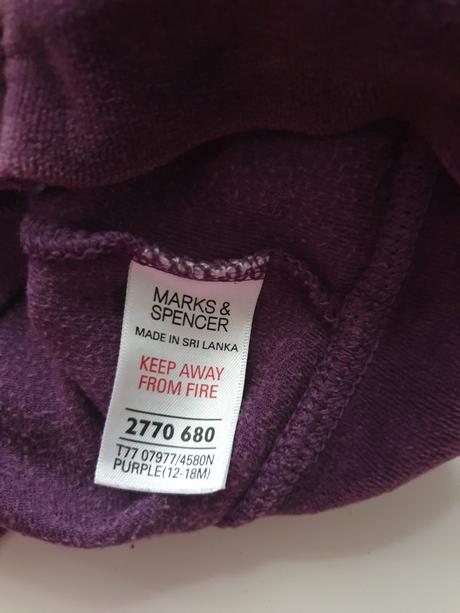 MARKS &
SPENCER
MADE IN SRI LANKA
KEEP AWAY
FROM FIRE
2770 680
T77 07977/4580N
PURPLE(12-18M)